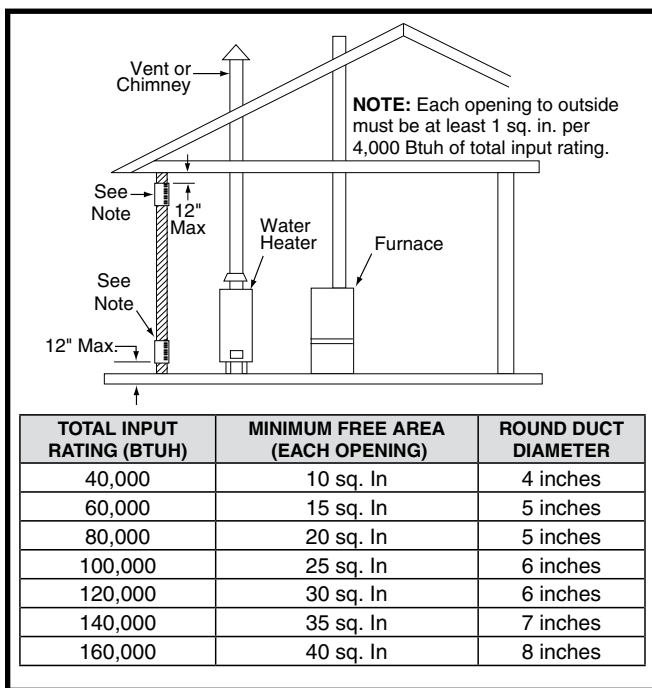 Vent or
Chimney
NOTE: Each opening to outside
must be at least 1 sq. in. per
4,000 Btuh of total input rating.
See
Note
12"
Max
Water
Heater
Furnace
See
Note
12" Max.
TOTAL INPUT RATING (BTUH) MINIMUM FREE AREA (EACH OPENING) ROUND DUCT DIAMETER
40,000 10 sq. In 4 inches
60,000 15 sq. In 5 inches
80,000 20 sq. In 5 inches
100,000 25 sq. In 6 inches
120,000 30 sq. In 6 inches
140,000 35 sq. In 7 inches
160,000 40 sq. In 8 inches